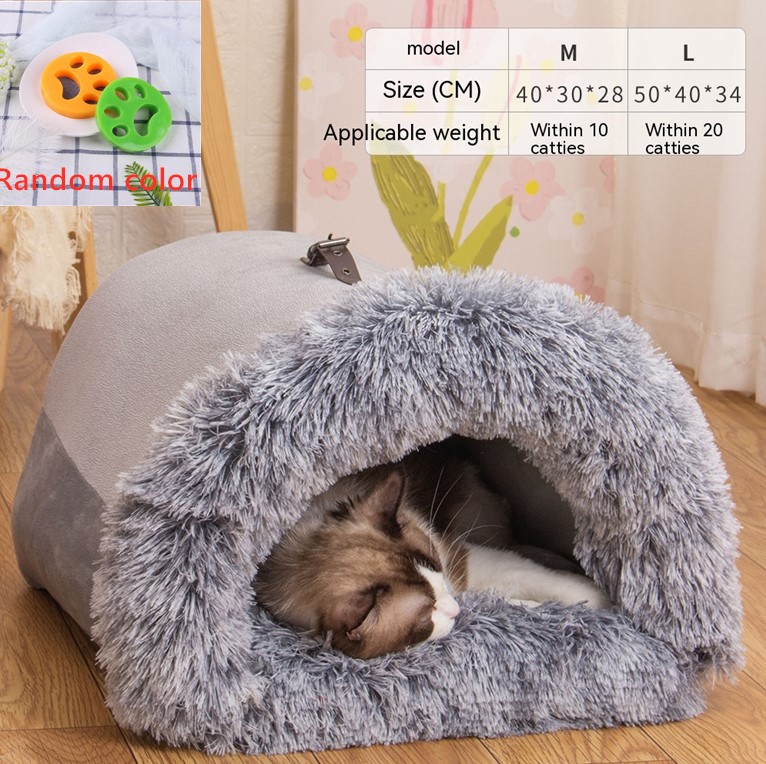 model M L
Size (CM) 40*30*28 50*40*34
Applicable weight Within 10 catties Within 20 catties
Random color